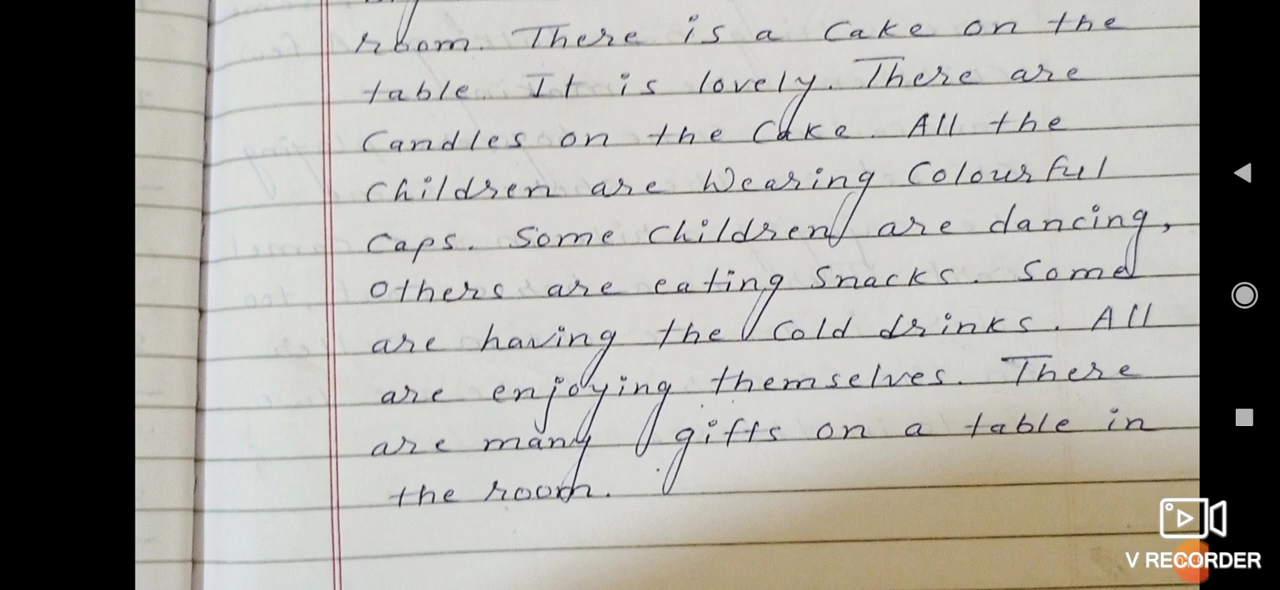 room. There is a Cake on the
table. It is lovely. There are
Candles on the Cake. All the
Children are Wearing Colourful
Caps. Some Children are dancing,
Others are eating Snacks. Some
are having the Cold drinks. All
are enjoying themselves. There
are many gifts on a table in
the room.
V RECORDER